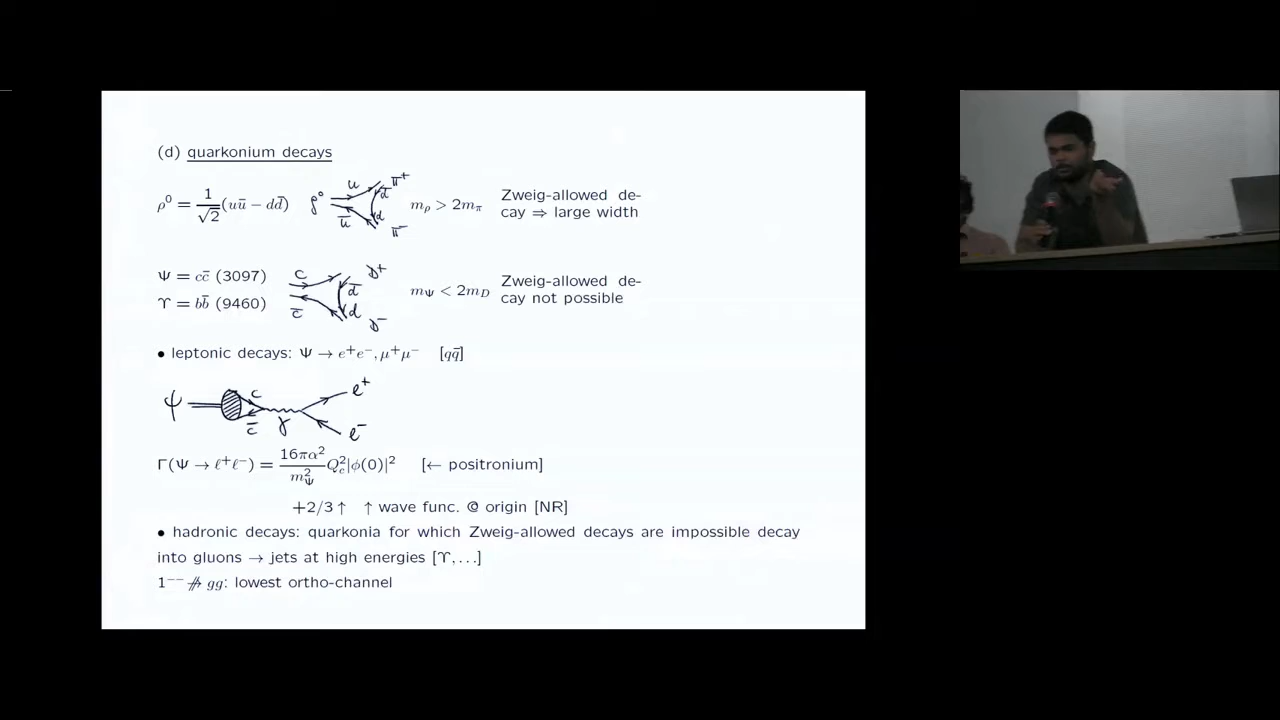 (d) quarkonium decays
ρ⁰ = 1/√2 (uū − dd̄) ρ⁰ u ū d̄ d π⁺ π⁻ m_ρ > 2m_π Zweig-allowed de-
cay ⇒ large width
Ψ = cc̄ (3097) c c̄ d̄ d D⁺ D⁻ m_Ψ < 2m_D Zweig-allowed de-
ϒ = bb̄ (9460) cay not possible
• leptonic decays: Ψ → e⁺e⁻, μ⁺μ⁻ [qq̄]
ψ c c̄ γ e⁺ e⁻
Γ(Ψ → ℓ⁺ℓ⁻) = 16πα²/m²_Ψ Q²_c|ϕ(0)|² [← positronium]
+2/3 ↑ ↑ wave func. @ origin [NR]
• hadronic decays: quarkonia for which Zweig-allowed decays are impossible decay
into gluons → jets at high energies [ϒ,...]
1⁻⁻ ↛ gg: lowest ortho-channel